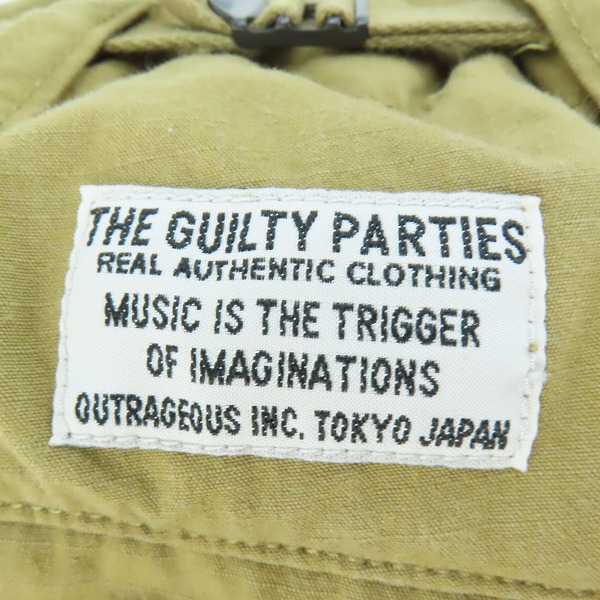 THE GUILTY PARTIES
REAL AUTHENTIC CLOTHING
MUSIC IS THE TRIGGER
OF IMAGINATIONS
OUTRAGEOUS INC. TOKYO JAPAN